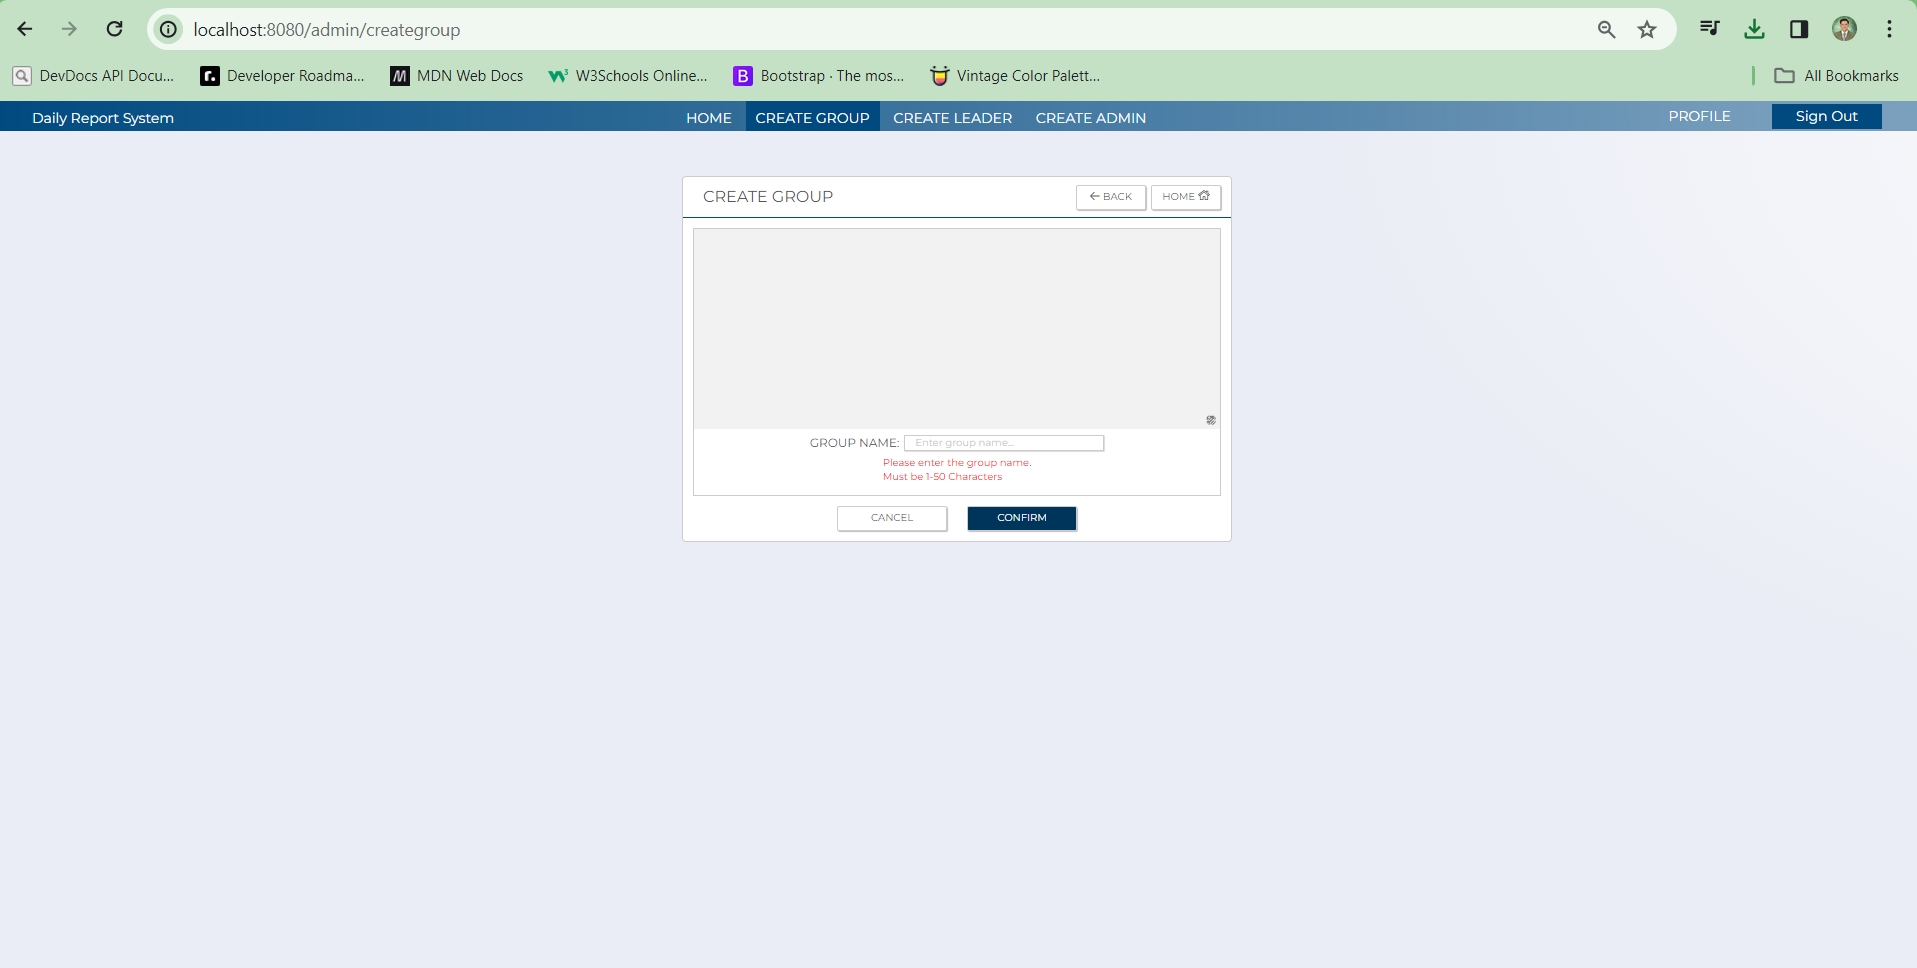 localhost:8080/admin/creategroup
DevDocs API Docu...
Developer Roadma...
MDN Web Docs
W3Schools Online...
Bootstrap · The mos...
Vintage Color Palett...
All Bookmarks
Daily Report System
HOME
CREATE GROUP
CREATE LEADER
CREATE ADMIN
PROFILE
Sign Out
CREATE GROUP
BACK
HOME
GROUP NAME:
Enter group name...
Please enter the group name.
Must be 1-50 Characters
CANCEL
CONFIRM